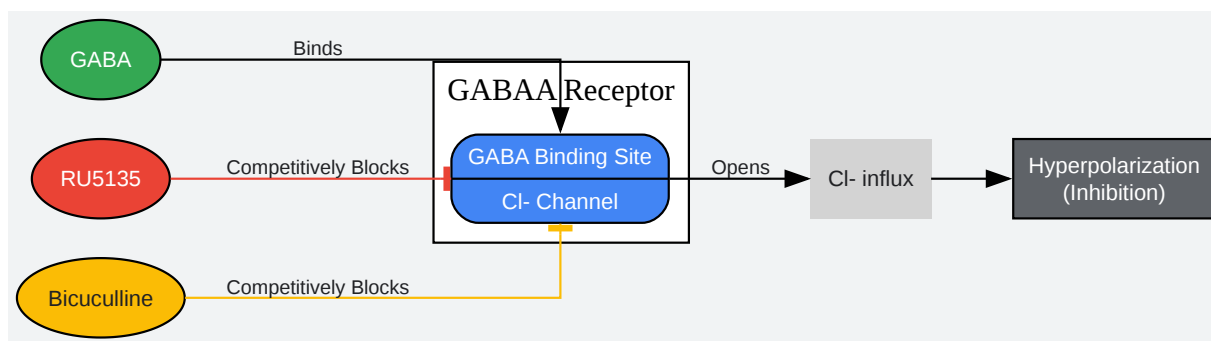 GABA
Binds
GABAA Receptor
RU5135
Competitively Blocks
GABA Binding Site
Cl- Channel
Opens
Cl- influx
Hyperpolarization
(Inhibition)
Bicuculline
Competitively Blocks